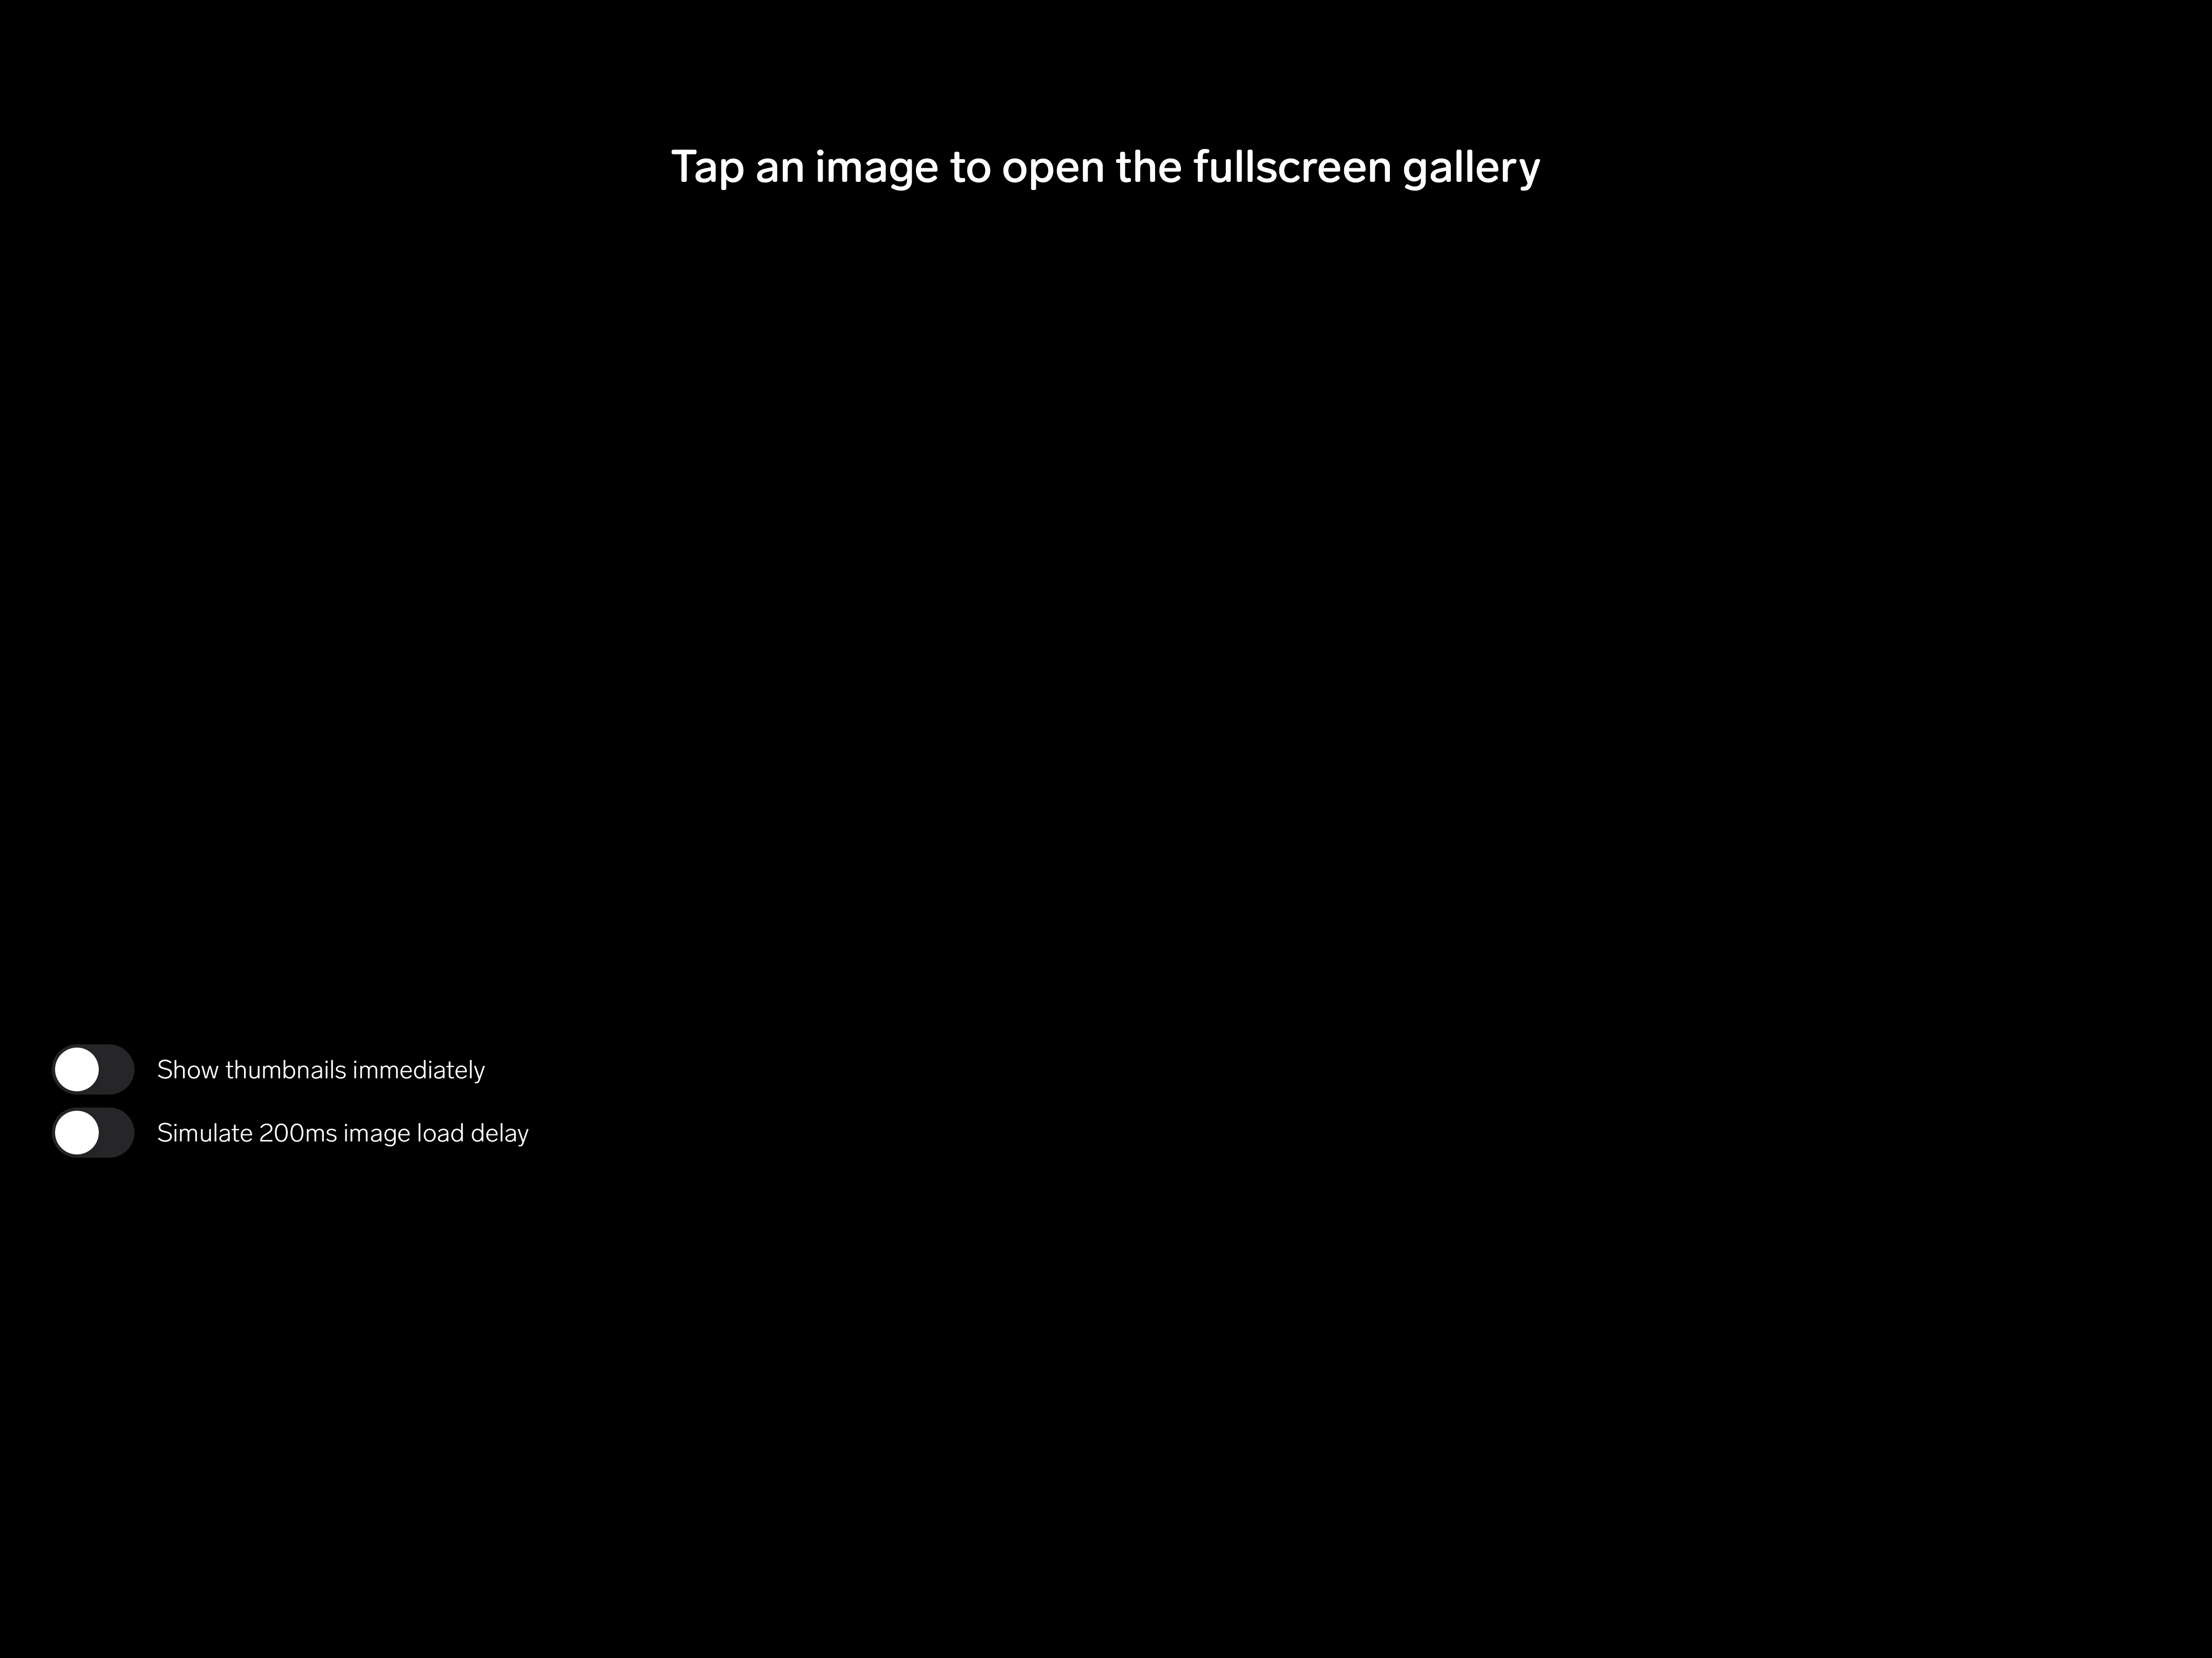 Tap an image to open the fullscreen gallery
Show thumbnails immediately
Simulate 200ms image load delay